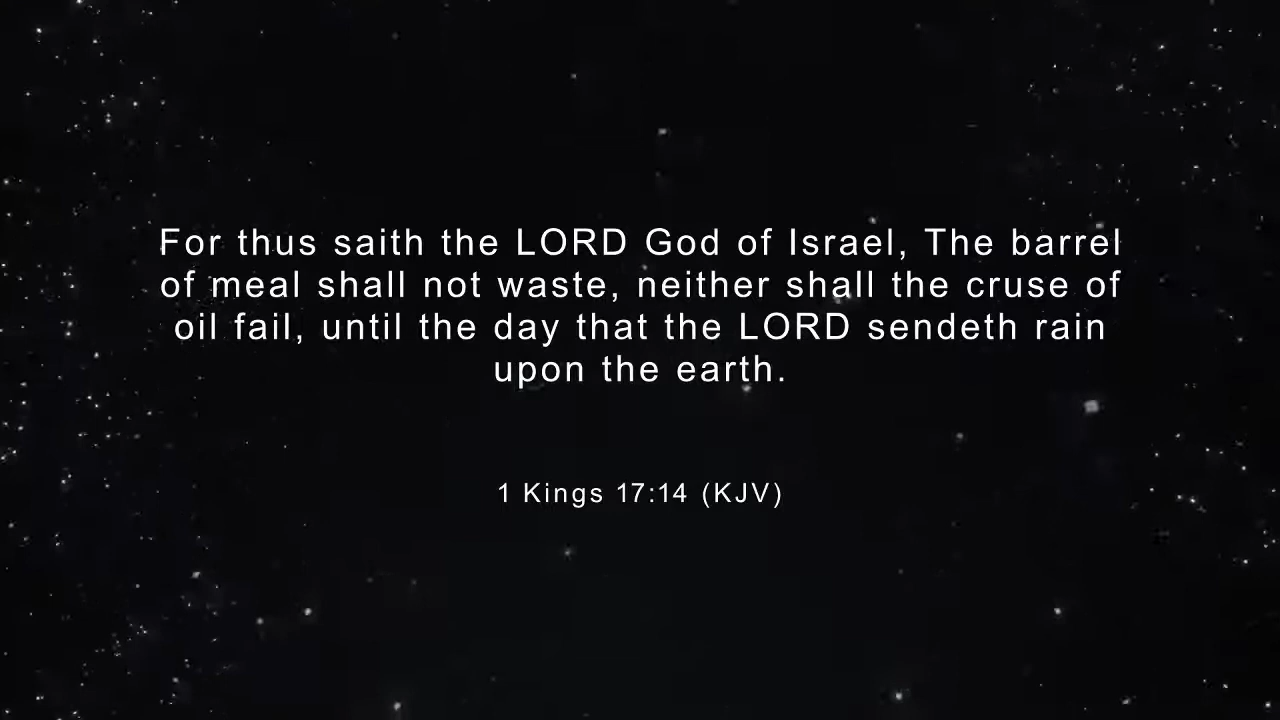 For thus saith the LORD God of Israel, The barrel
of meal shall not waste, neither shall the cruse of
oil fail, until the day that the LORD sendeth rain
upon the earth.
1 Kings 17:14 (KJV)